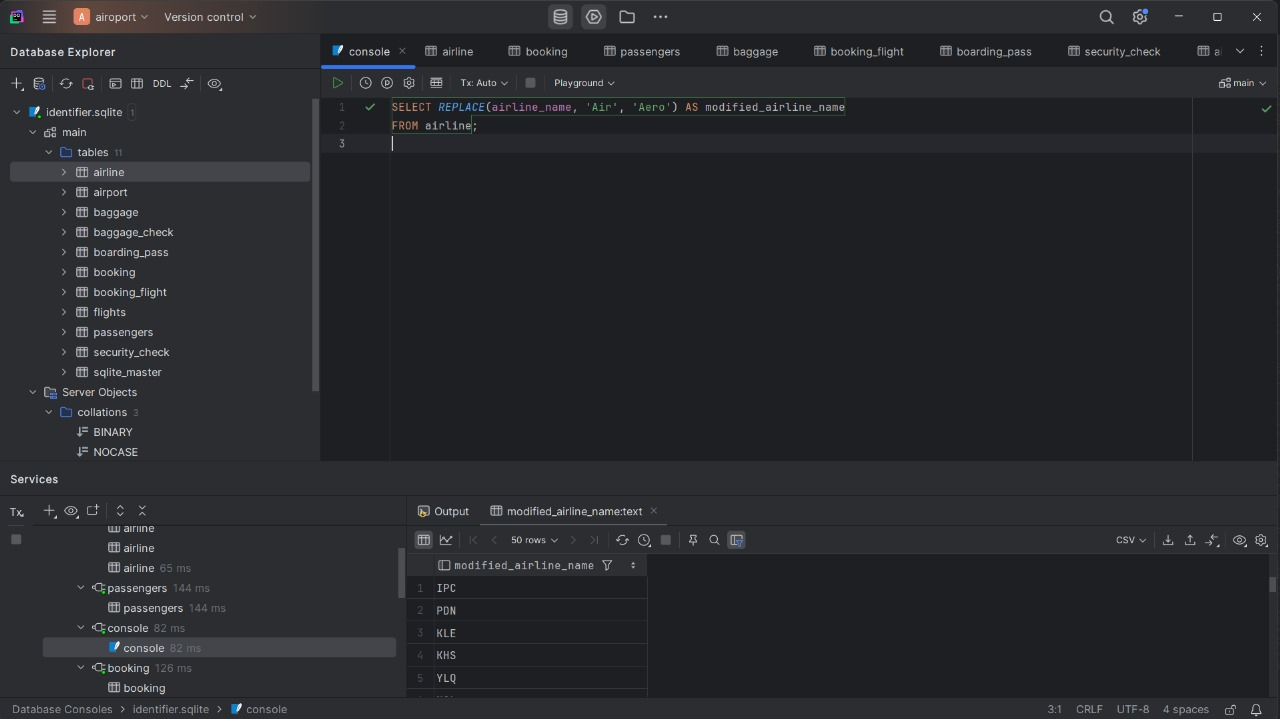 A airoport Version control
Database Explorer
console airline booking passengers baggage booking_flight boarding_pass security_check ai
DDL
Tx: Auto Playground main
identifier.sqlite 1
main
tables 11
airline
airport
baggage
baggage_check
boarding_pass
booking
booking_flight
flights
passengers
security_check
sqlite_master
Server Objects
collations 3
BINARY
NOCASE
1 SELECT REPLACE(airline_name, 'Air', 'Aero') AS modified_airline_name
2 FROM airline;
3
Services
Tx
airline
airline
airline 65 ms
passengers 144 ms
passengers 144 ms
console 82 ms
console 82 ms
booking 126 ms
booking
Output modified_airline_name:text
50 rows CSV
modified_airline_name
1 IPC
2 PDN
3 KLE
4 KHS
5 YLQ
Database Consoles > identifier.sqlite > console
3:1 CRLF UTF-8 4 spaces